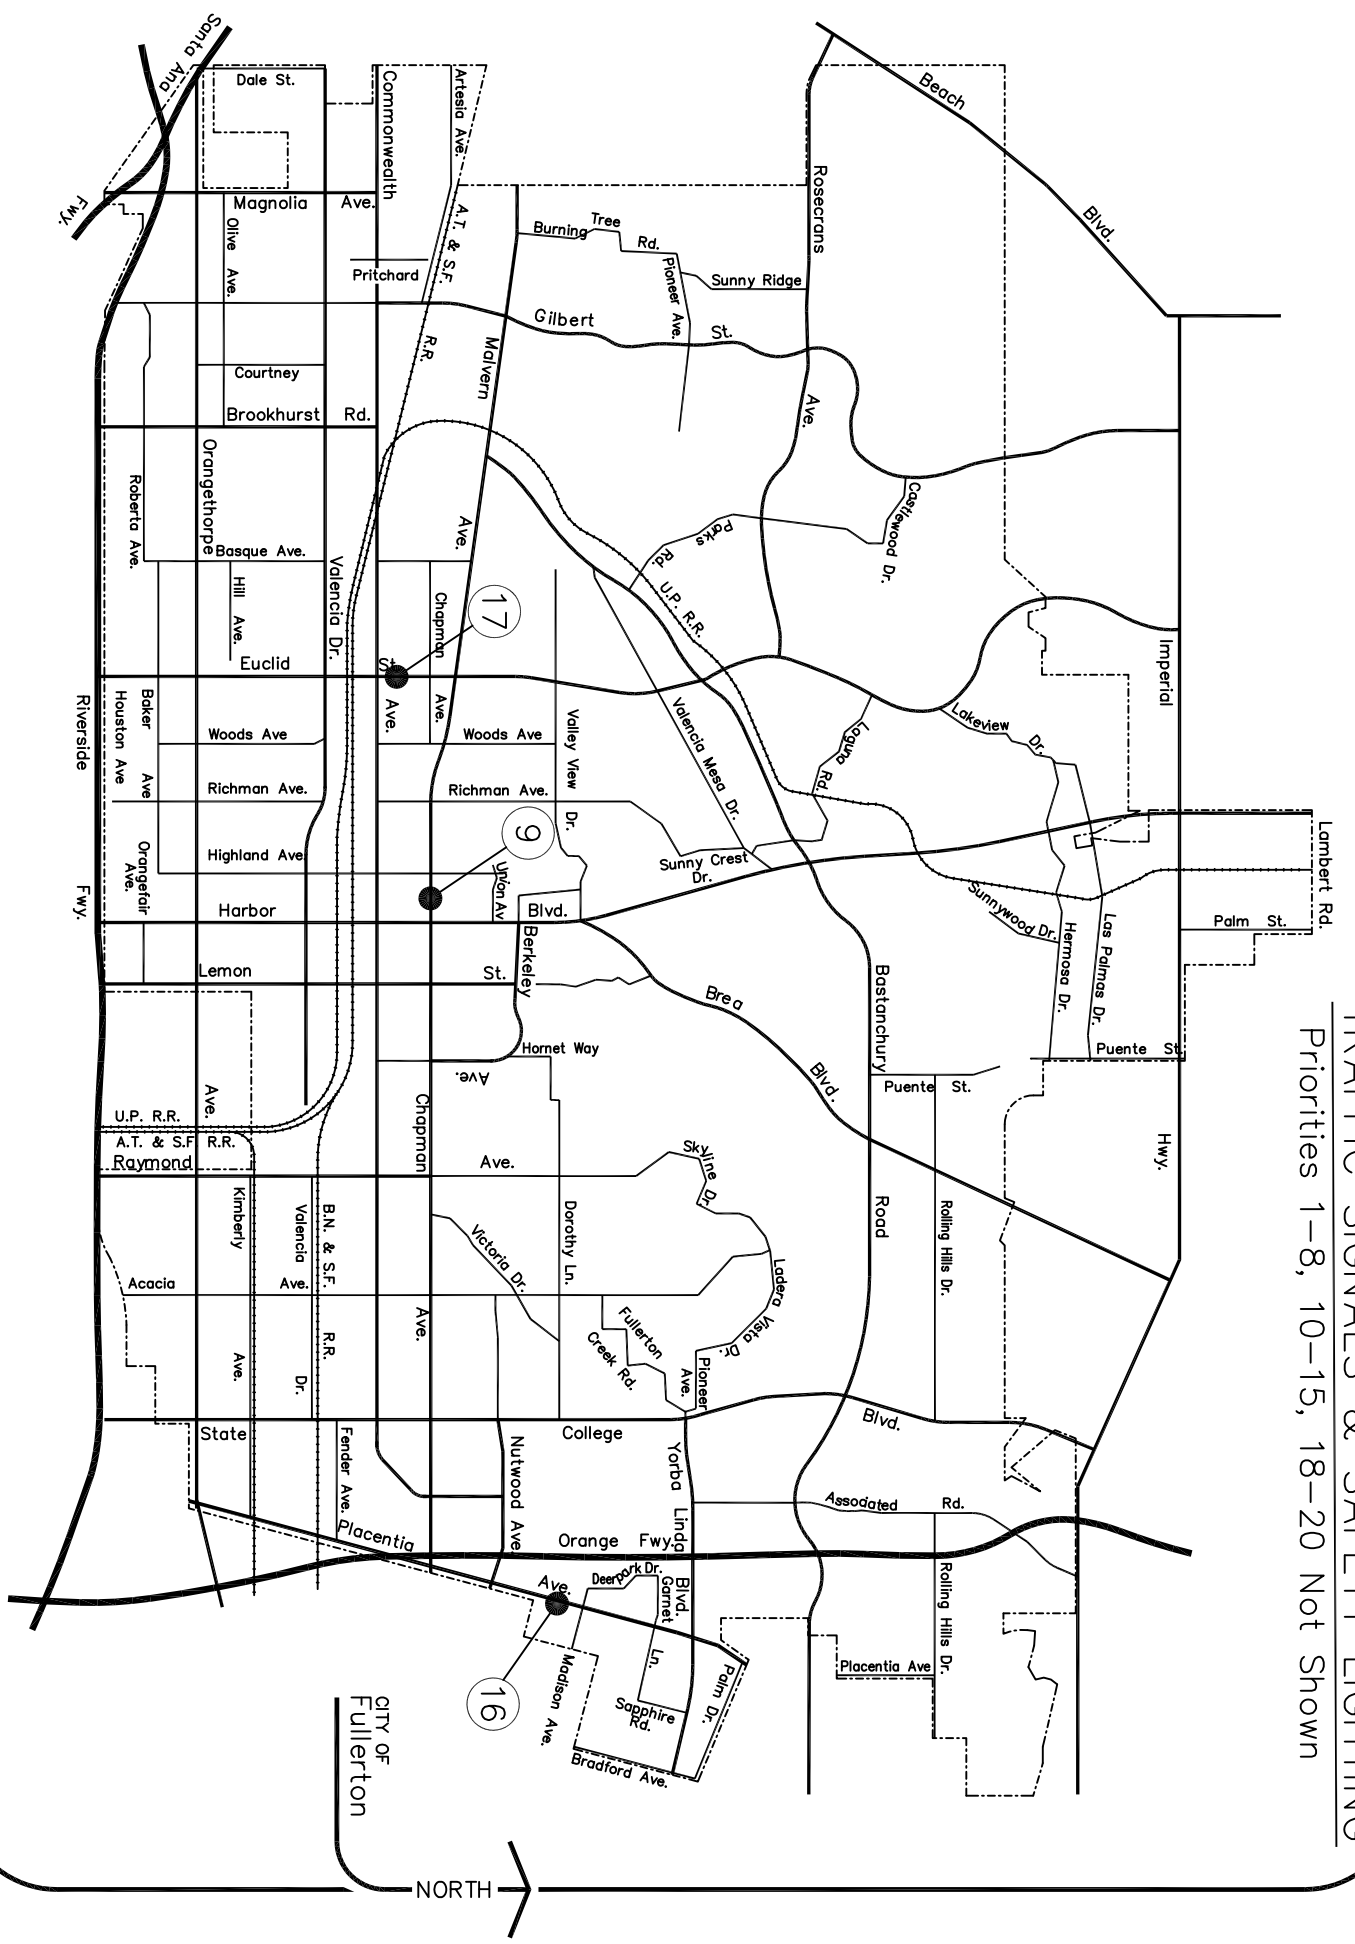 TRAFFIC SIGNALS & SAFETY LIGHTING
Priorities 1-8, 10-15, 18-20 Not Shown
Santa Ana
Fwy.
Dale St.
Commonwealth
Artesia Ave.
Beach
Blvd.
Rosecrans
Magnolia Ave.
Olive Ave.
A.T. & S.F.
R.R.
Pritchard
Burning Tree Rd.
Pioneer Ave.
Sunny Ridge
Gilbert St.
Malvern
Ave.
Courtney
Brookhurst Rd.
Ave.
Orangethorpe
Roberta Ave.
Basque Ave.
Hill Ave.
Valencia Dr.
Chapman
Ave.
17
Parks Rd.
Castlewood Dr.
U.P. R.R.
Imperial
Euclid St.
Ave.
Riverside
Houston Ave
Baker Ave
Woods Ave
Woods Ave
Valley View Dr.
Valencia Mesa Dr.
Laguna Rd.
Lakeview Dr.
Richman Ave.
Richman Ave.
9
Highland Ave
Orangefair Ave.
Union Av
Sunny Crest Dr.
Fwy.
Harbor Blvd.
Berkeley
Sunnywood Dr.
Hermosa Dr.
Las Palmas Dr.
Palm St.
Lambert Rd.
Lemon St.
Brea
Blvd.
Bastanchury
Hornet Way
Ave.
Puente St.
Puente St.
Ave.
U.P. R.R.
A.T. & S.F. R.R.
Raymond Ave.
Chapman
Skyline Dr.
Hwy.
Kimberly
Ave.
Valencia
Dr.
B.N. & S.F.
R.R.
Victoria Dr.
Dorothy Ln.
Road
Rolling Hills Dr.
Acacia Ave.
Ave.
Fullerton
Creek Rd.
Ladera Vista Dr.
Pioneer Ave.
State College Blvd.
Fender Ave.
Nutwood Ave.
Yorba Linda Blvd.
Associated Rd.
Placentia
Ave.
Orange Fwy.
Deerpark Dr.
Garnet
Ln.
Rolling Hills Dr.
16
Madison Ave.
Sapphire Rd.
Palm Dr.
Placentia Ave
Bradford Ave.
CITY OF
Fullerton
NORTH